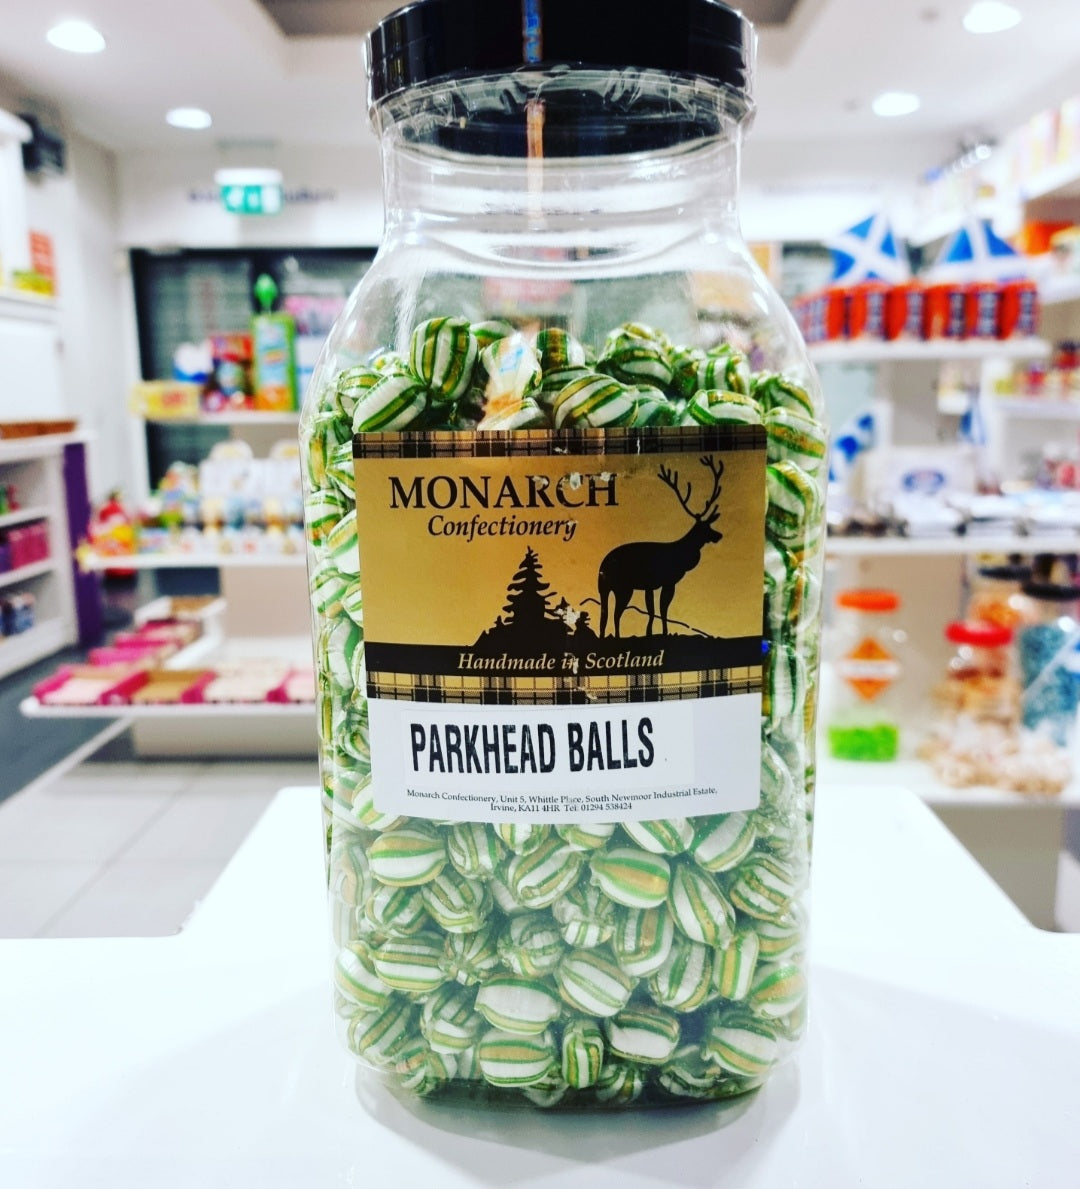 MONARCH
Confectionery
Handmade in Scotland
PARKHEAD BALLS
Monarch Confectionery, Unit 5, Whittle Place, South Newmoor Industrial Estate,
Irvine, KA11 4HR Tel: 01294 538424